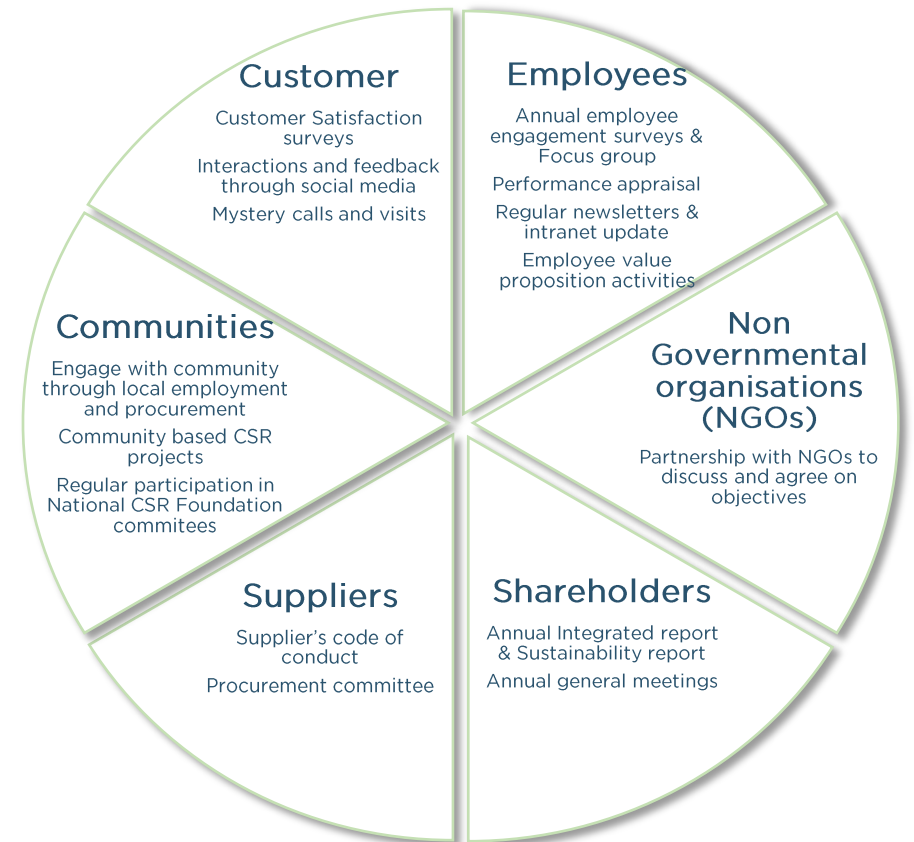 Customer
Customer Satisfaction
surveys
Interactions and feedback
through social media
Mystery calls and visits
Employees
Annual employee
engagement surveys &
Focus group
Performance appraisal
Regular newsletters &
intranet update
Employee value
proposition activities
Communities
Engage with community
through local employment
and procurement
Community based CSR
projects
Regular participation in
National CSR Foundation
commitees
Non
Governmental
organisations
(NGOs)
Partnership with NGOs to
discuss and agree on
objectives
Suppliers
Supplier’s code of
conduct
Procurement committee
Shareholders
Annual Integrated report
& Sustainability report
Annual general meetings